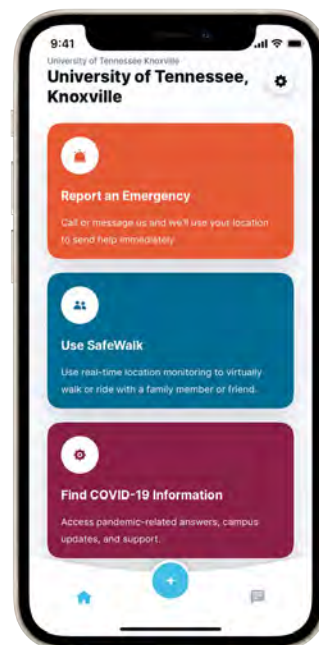 9:41
University of Tennessee Knoxville
University of Tennessee,
Knoxville
Report an Emergency
Call or message us and we'll use your location
to send help immediately.
Use SafeWalk
Use real-time location monitoring to virtually
walk or ride with a family member or friend.
Find COVID-19 Information
Access pandemic-related answers, campus
updates, and support.